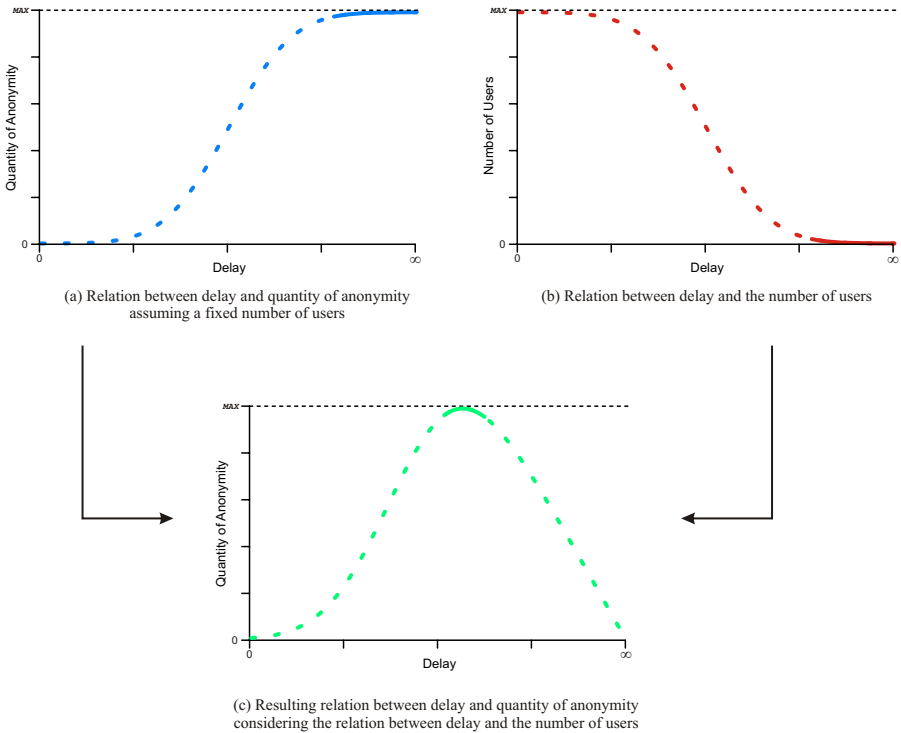 MAX
Quantity of Anonymity
0
0
∞
Delay
(a) Relation between delay and quantity of anonymity
assuming a fixed number of users
MAX
Number of Users
0
0
∞
Delay
(b) Relation between delay and the number of users
MAX
Quantity of Anonymity
0
0
∞
Delay
(c) Resulting relation between delay and quantity of anonymity
considering the relation between delay and the number of users